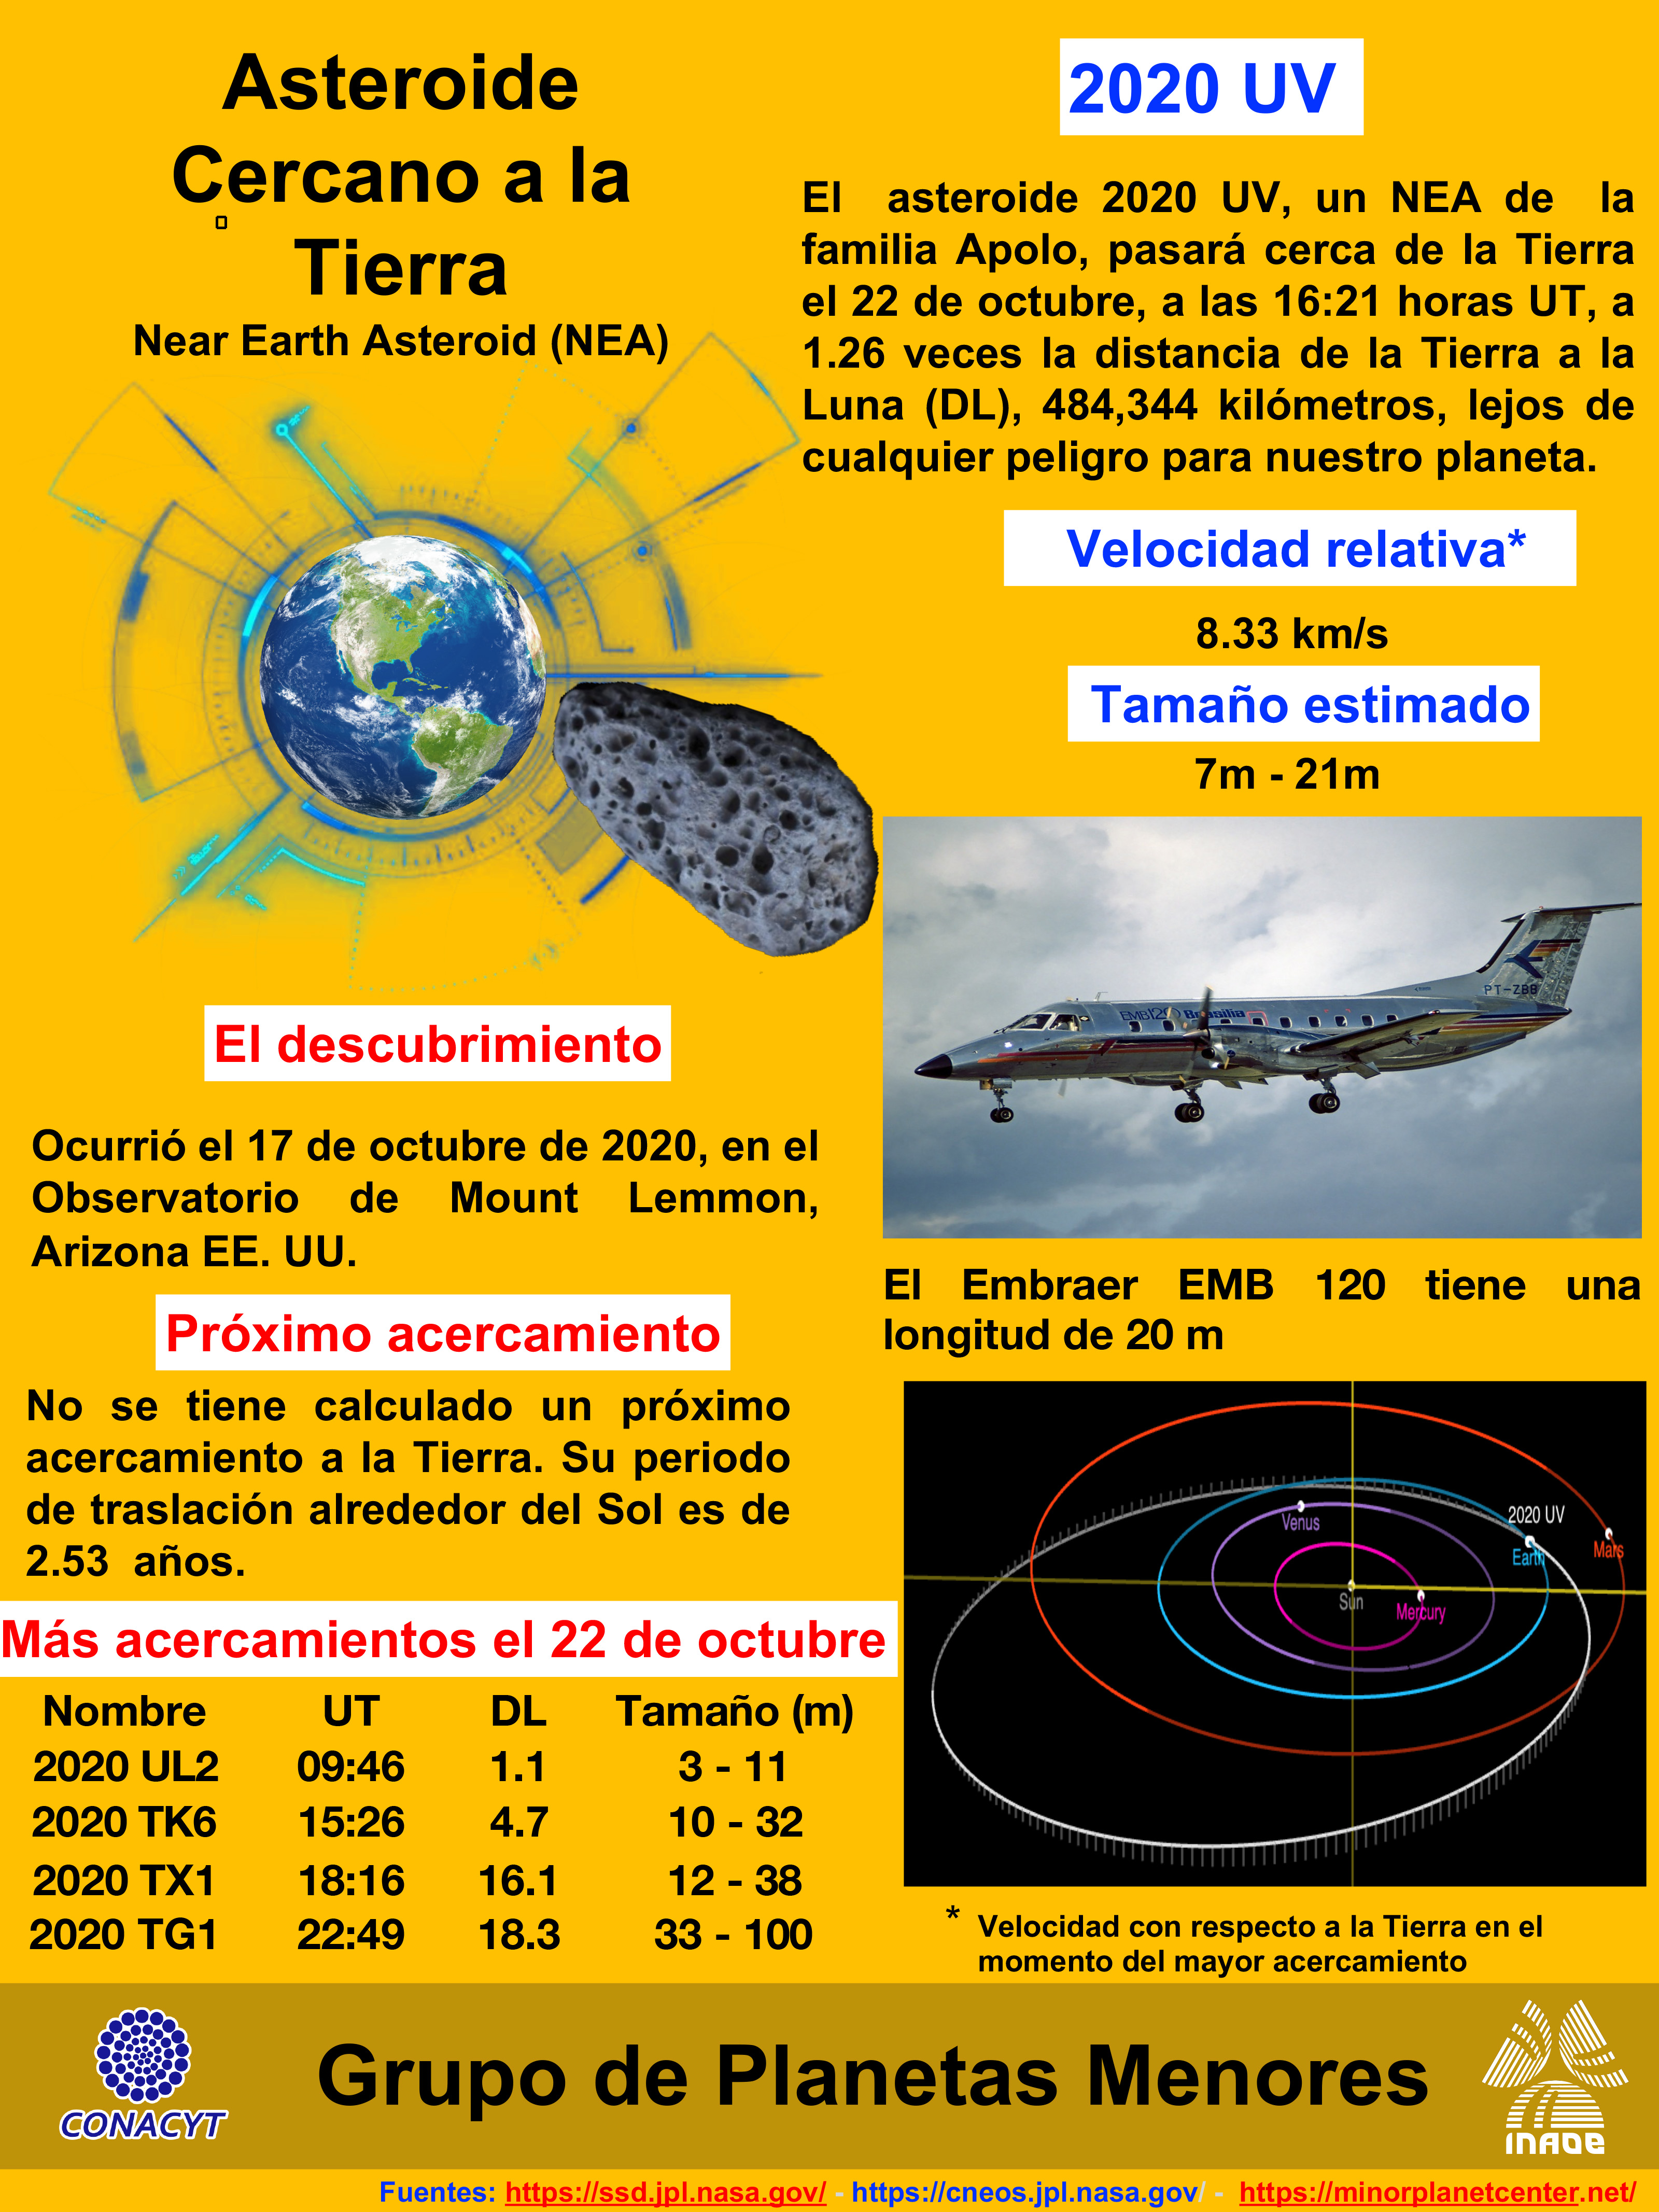 Asteroide
Cercano a la
Tierra
Near Earth Asteroid (NEA)
2020 UV
El asteroide 2020 UV, un NEA de la
familia Apolo, pasará cerca de la Tierra
el 22 de octubre, a las 16:21 horas UT, a
1.26 veces la distancia de la Tierra a la
Luna (DL), 484,344 kilómetros, lejos de
cualquier peligro para nuestro planeta.
Velocidad relativa*
8.33 km/s
Tamaño estimado
7m - 21m
PT-ZBB
EMB120 Brasilia
El Embraer EMB 120 tiene una
longitud de 20 m
El descubrimiento
Ocurrió el 17 de octubre de 2020, en el
Observatorio de Mount Lemmon,
Arizona EE. UU.
Próximo acercamiento
No se tiene calculado un próximo
acercamiento a la Tierra. Su periodo
de traslación alrededor del Sol es de
2.53 años.
Más acercamientos el 22 de octubre
Nombre UT DL Tamaño (m)
2020 UL2 09:46 1.1 3 - 11
2020 TK6 15:26 4.7 10 - 32
2020 TX1 18:16 16.1 12 - 38
2020 TG1 22:49 18.3 33 - 100
2020 UV
Venus
Earth
Mars
Sun
Mercury
* Velocidad con respecto a la Tierra en el
momento del mayor acercamiento
CONACYT
Grupo de Planetas Menores
INAOE
Fuentes: https://ssd.jpl.nasa.gov/ - https://cneos.jpl.nasa.gov/ - https://minorplanetcenter.net/